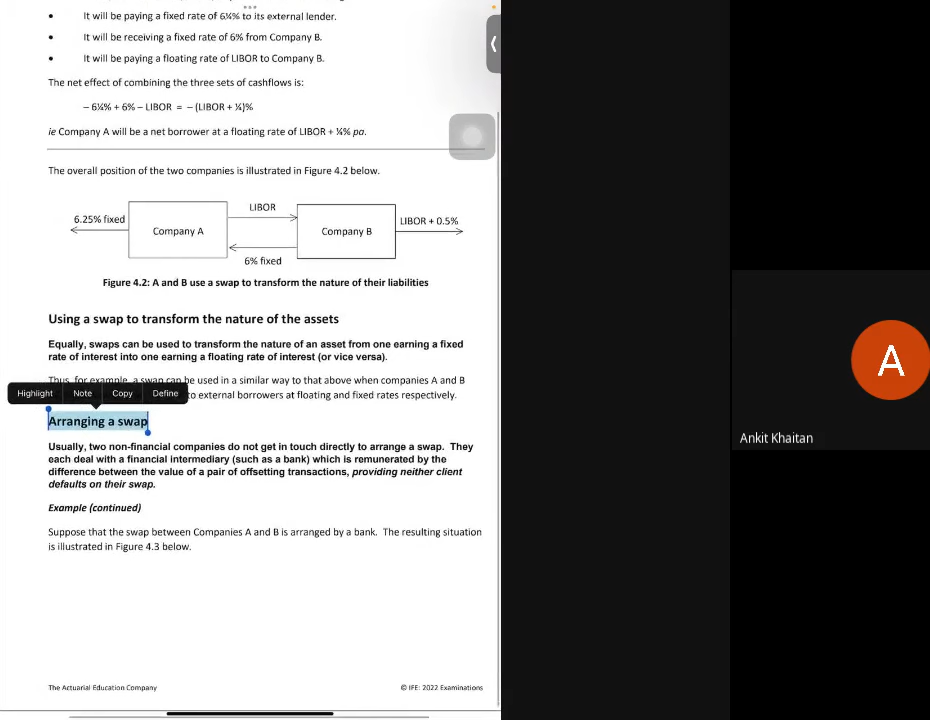 • It will be paying a fixed rate of 6¼% to its external lender.
• It will be receiving a fixed rate of 6% from Company B.
• It will be paying a floating rate of LIBOR to Company B.
The net effect of combining the three sets of cashflows is:
– 6¼% + 6% – LIBOR = – (LIBOR + ¼)%
ie Company A will be a net borrower at a floating rate of LIBOR + ¼% pa.
The overall position of the two companies is illustrated in Figure 4.2 below.
LIBOR
6.25% fixed
LIBOR + 0.5%
Company A
Company B
6% fixed
Figure 4.2: A and B use a swap to transform the nature of their liabilities
Using a swap to transform the nature of the assets
Equally, swaps can be used to transform the nature of an asset from one earning a fixed
rate of interest into one earning a floating rate of interest (or vice versa).
Thus, for example, a swap can be used in a similar way to that above when companies A and B
Highlight Note Copy Define
to external borrowers at floating and fixed rates respectively.
Arranging a swap
Usually, two non-financial companies do not get in touch directly to arrange a swap. They
each deal with a financial intermediary (such as a bank) which is remunerated by the
difference between the value of a pair of offsetting transactions, providing neither client
defaults on their swap.
Example (continued)
Suppose that the swap between Companies A and B is arranged by a bank. The resulting situation
is illustrated in Figure 4.3 below.
The Actuarial Education Company
© IFE: 2022 Examinations
A
Ankit Khaitan